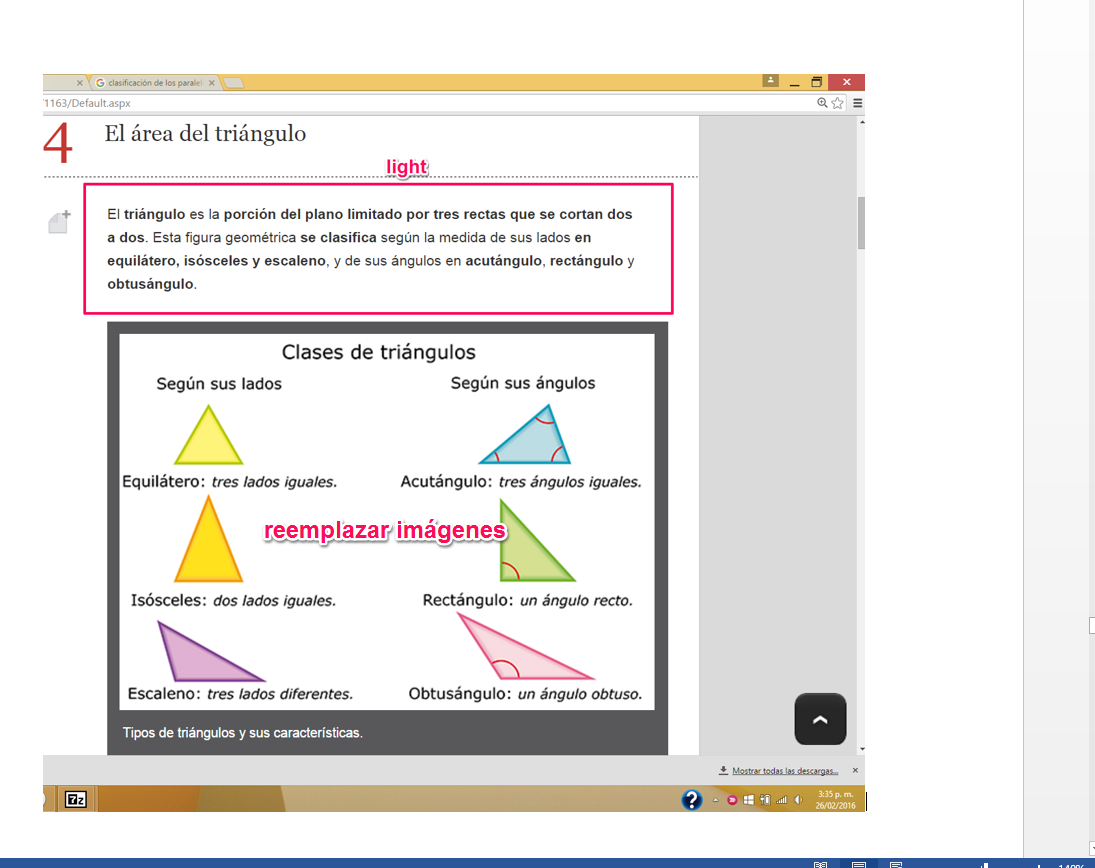 clasificación de los paralel
1163/Default.aspx
4 El área del triángulo
light
El triángulo es la porción del plano limitado por tres rectas que se cortan dos
a dos. Esta figura geométrica se clasifica según la medida de sus lados en
equilátero, isósceles y escaleno, y de sus ángulos en acutángulo, rectángulo y
obtusángulo.
Clases de triángulos
Según sus lados
Según sus ángulos
Equilátero: tres lados iguales.
Acutángulo: tres ángulos iguales.
reemplazar imágenes
Isósceles: dos lados iguales.
Rectángulo: un ángulo recto.
Escaleno: tres lados diferentes.
Obtusángulo: un ángulo obtuso.
Tipos de triángulos y sus características.
Mostrar todas las descargas...
7z
?
3:35 p. m.
26/02/2016